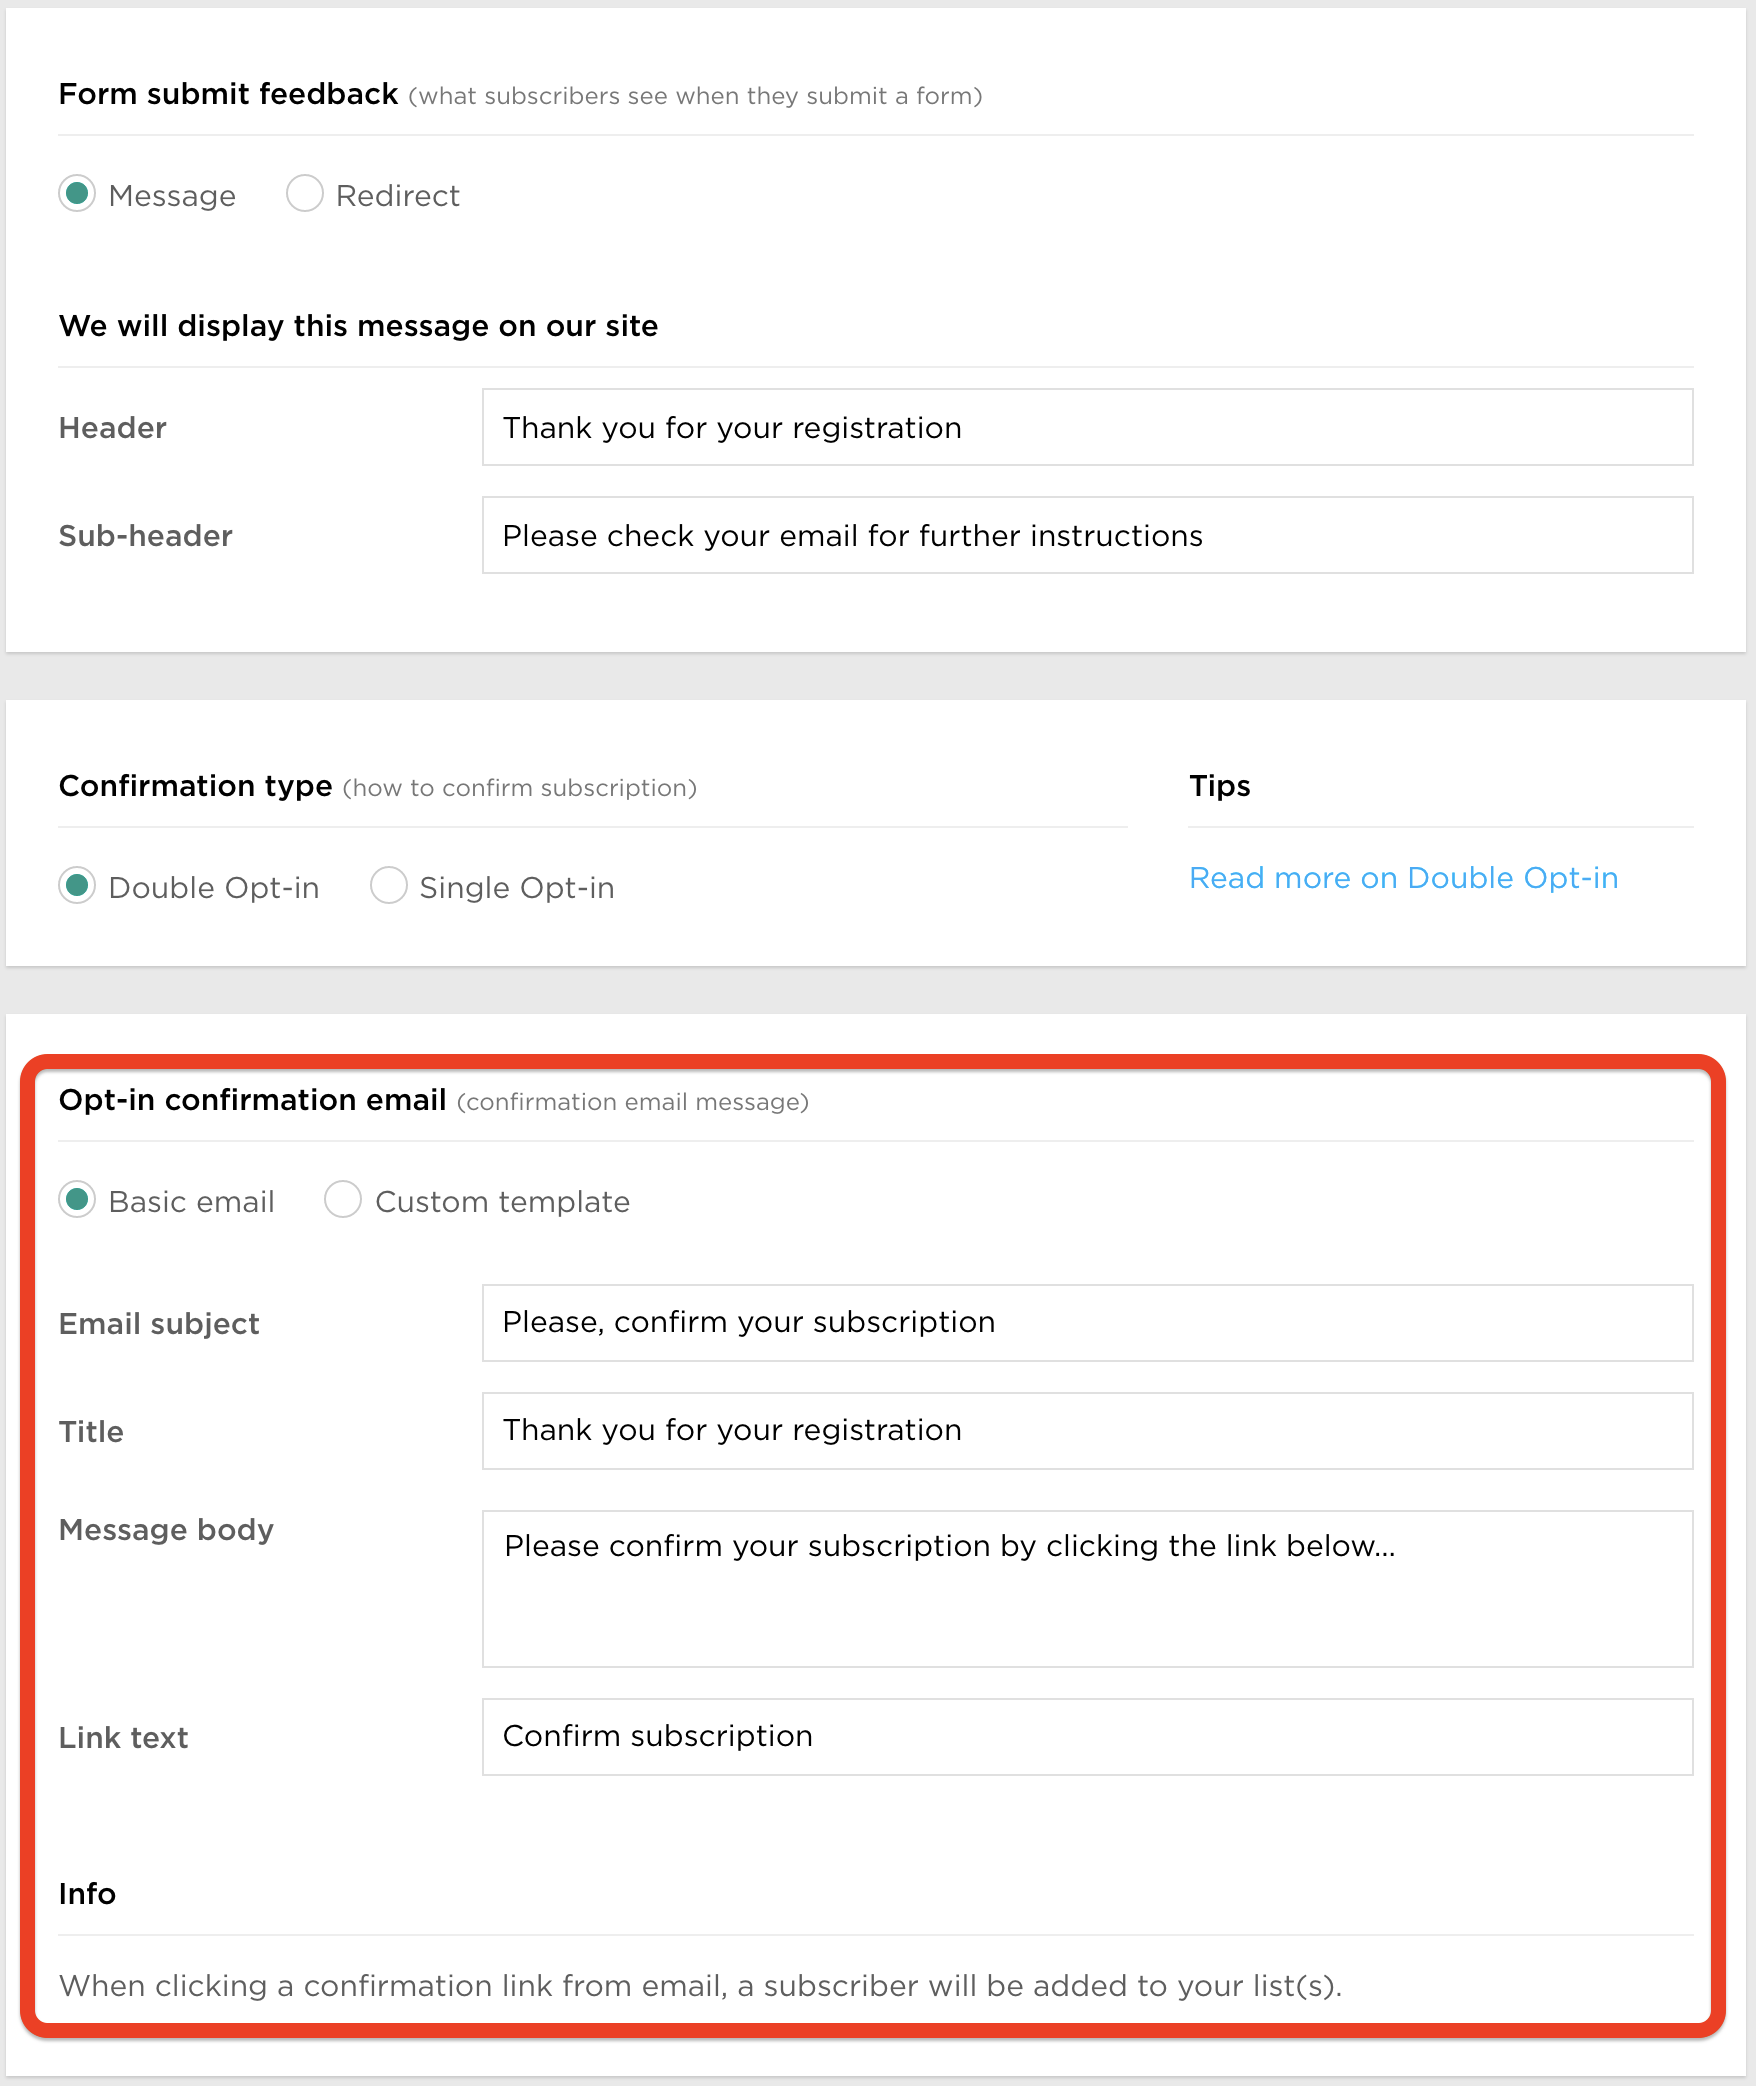 Form submit feedback (what subscribers see when they submit a form)
Message Redirect
We will display this message on our site
Header Thank you for your registration
Sub-header Please check your email for further instructions
Confirmation type (how to confirm subscription) Tips
Double Opt-in Single Opt-in Read more on Double Opt-in
Opt-in confirmation email (confirmation email message)
Basic email Custom template
Email subject Please, confirm your subscription
Title Thank you for your registration
Message body Please confirm your subscription by clicking the link below...
Link text Confirm subscription
Info
When clicking a confirmation link from email, a subscriber will be added to your list(s).